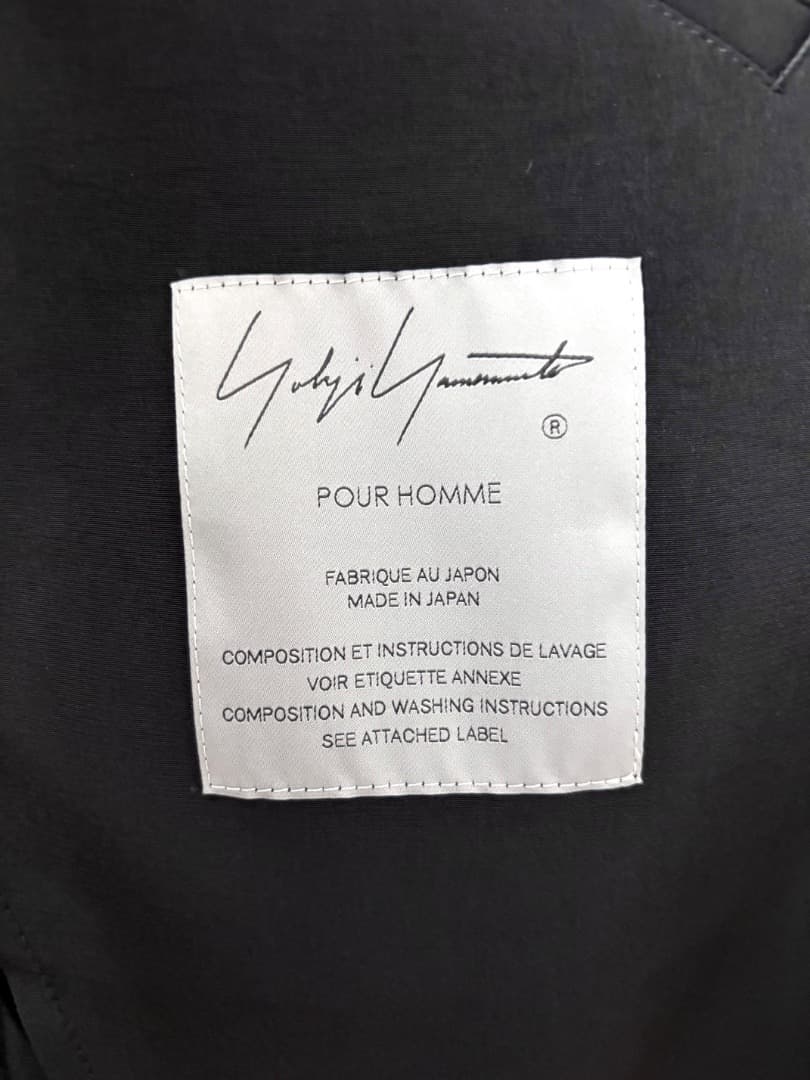 Yohji Yamamoto
®
POUR HOMME
FABRIQUE AU JAPON
MADE IN JAPAN
COMPOSITION ET INSTRUCTIONS DE LAVAGE
VOIR ETIQUETTE ANNEXE
COMPOSITION AND WASHING INSTRUCTIONS
SEE ATTACHED LABEL